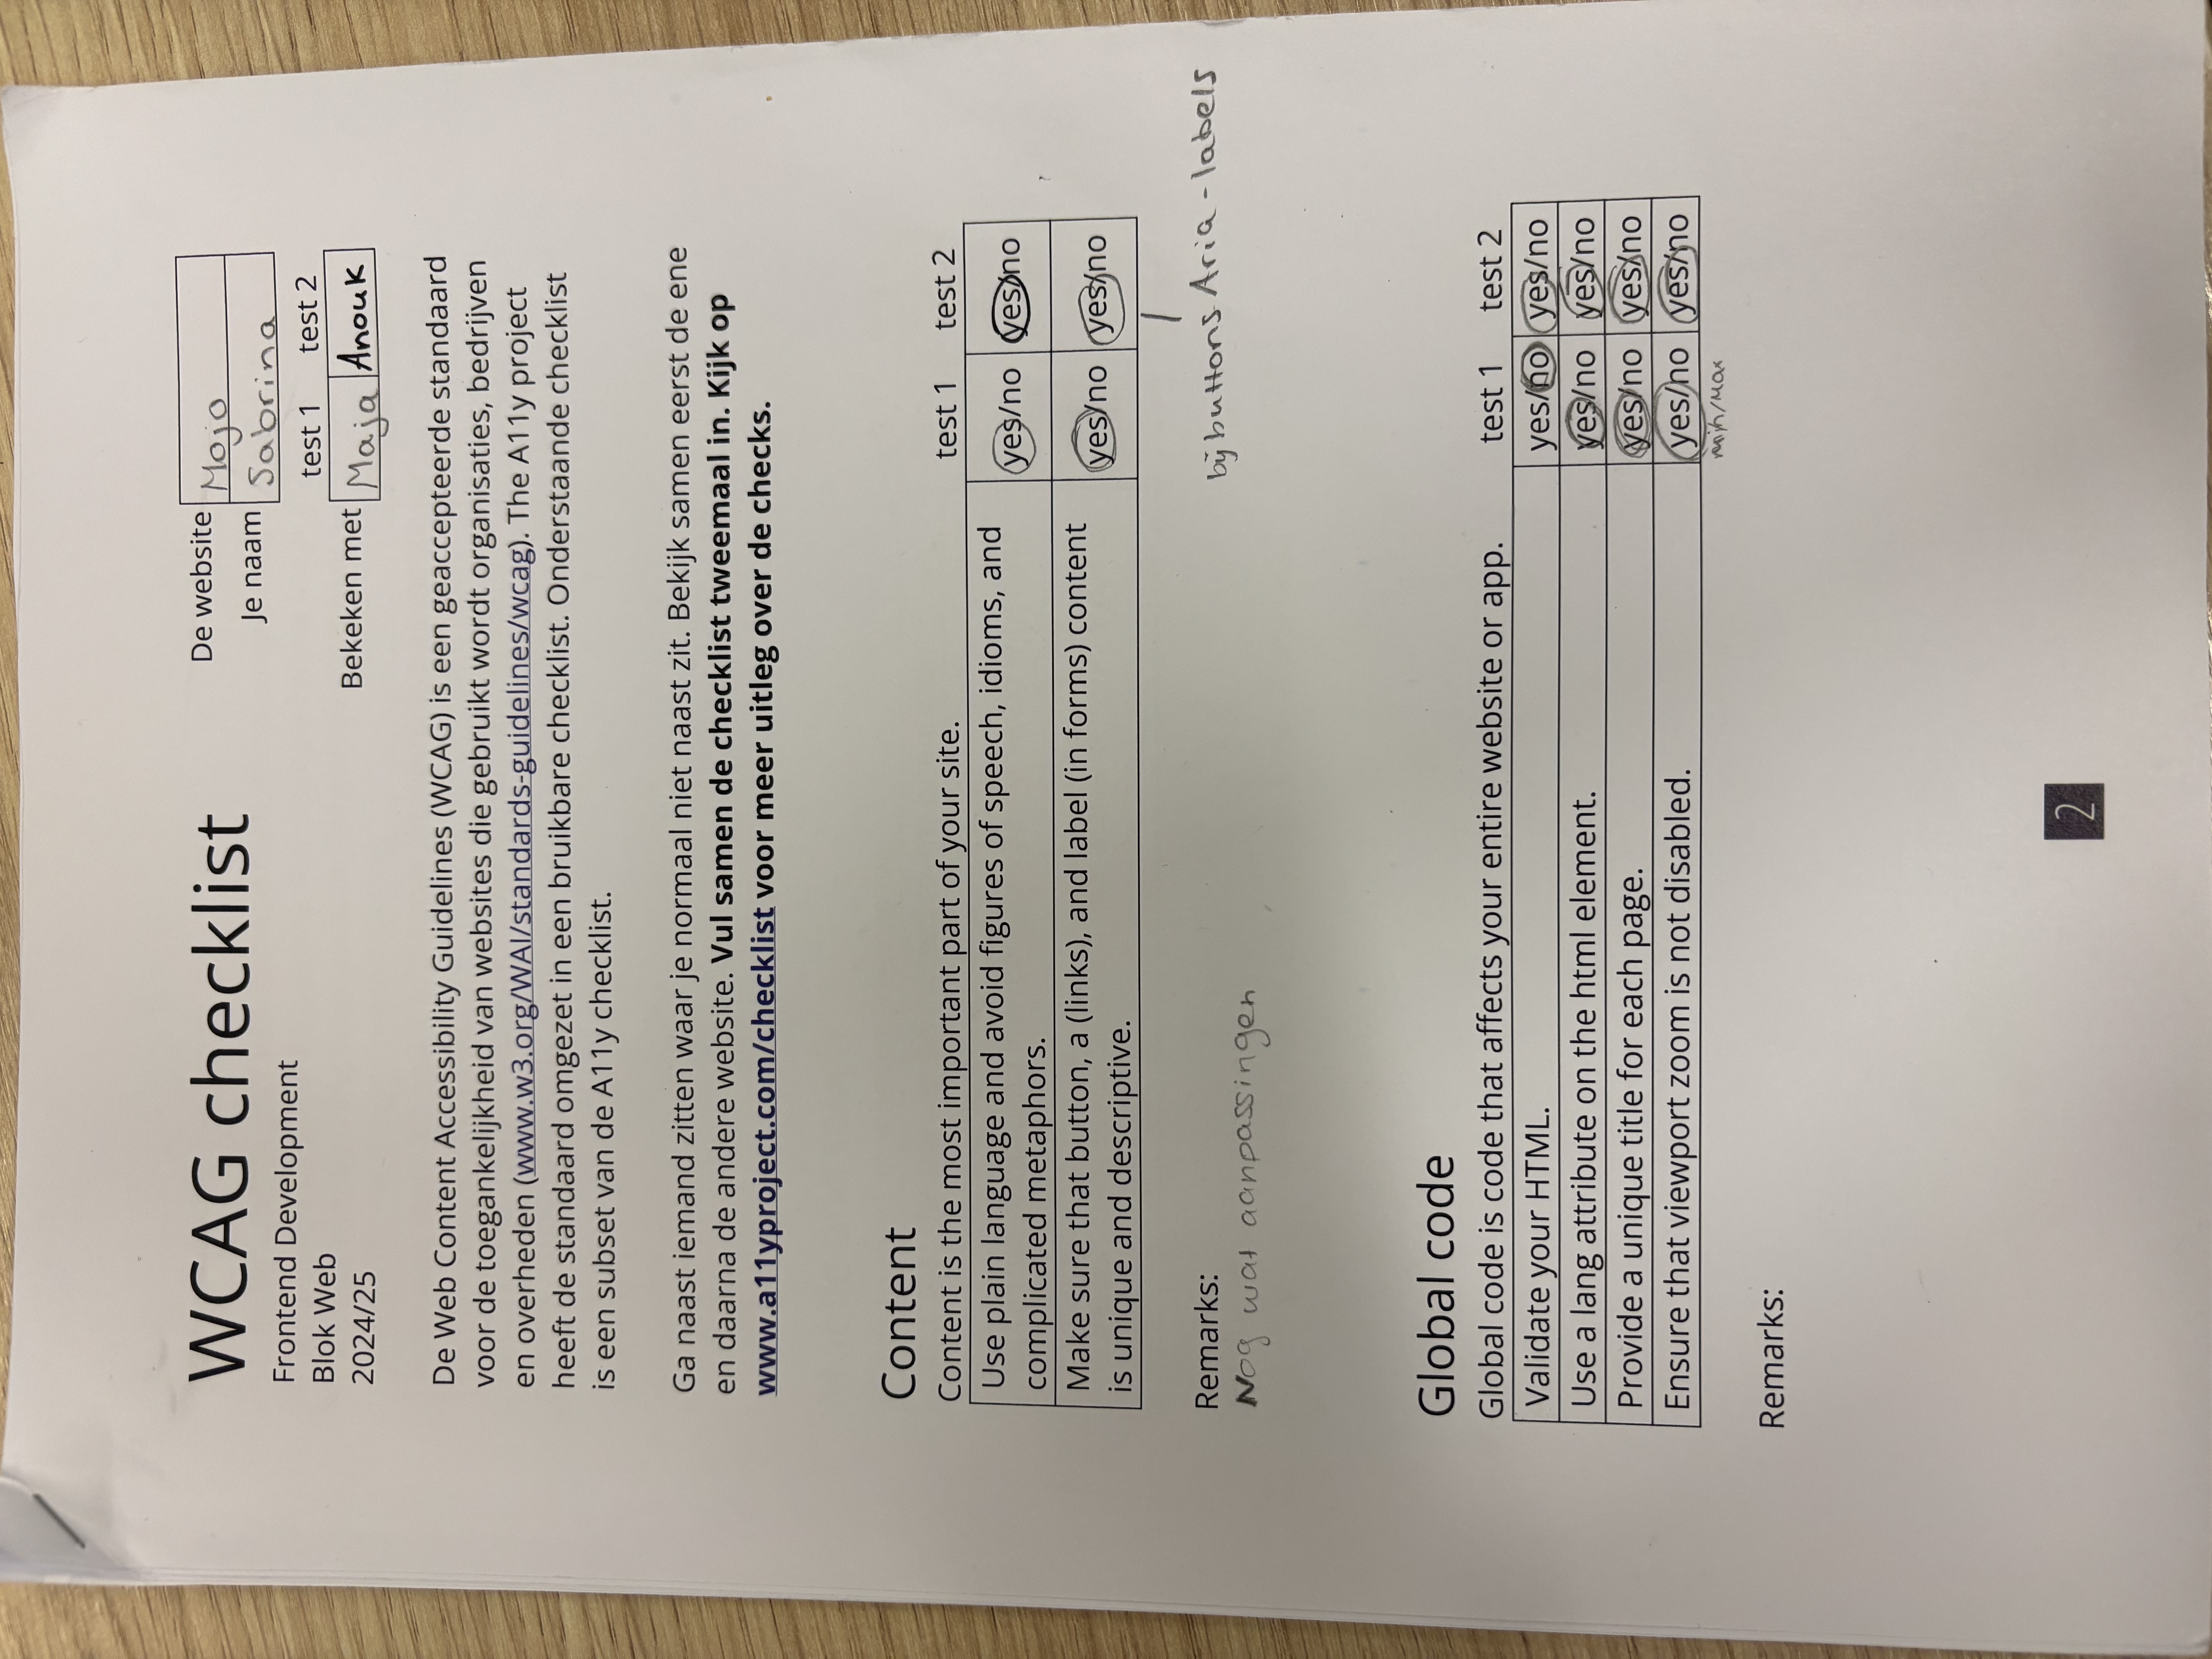 WCAG checklist
Frontend Development
Blok Web
2024/25
De website Mojo
Je naam Sabrina
test 1 test 2
Bekeken met Maja Anouk
De Web Content Accessibility Guidelines (WCAG) is een geaccepteerde standaard
voor de toegankelijkheid van websites die gebruikt wordt organisaties, bedrijven
en overheden (www.w3.org/WAI/standards-guidelines/wcag). The A11y project
heeft de standaard omgezet in een bruikbare checklist. Onderstaande checklist
is een subset van de A11y checklist.
Ga naast iemand zitten waar je normaal niet naast zit. Bekijk samen eerst de ene
en daarna de andere website. Vul samen de checklist tweemaal in. Kijk op
www.a11yproject.com/checklist voor meer uitleg over de checks.
Content
Content is the most important part of your site. test 1 test 2
Use plain language and avoid figures of speech, idioms, and
complicated metaphors. yes/no yes/no
Make sure that button, a (links), and label (in forms) content
is unique and descriptive. yes/no yes/no
bij buttons Aria-labels
Remarks:
Nog wat aanpassingen
Global code
Global code is code that affects your entire website or app. test 1 test 2
Validate your HTML. yes/no yes/no
Use a lang attribute on the html element. yes/no yes/no
Provide a unique title for each page. yes/no yes/no
Ensure that viewport zoom is not disabled. yes/no yes/no
min/max
Remarks:
2